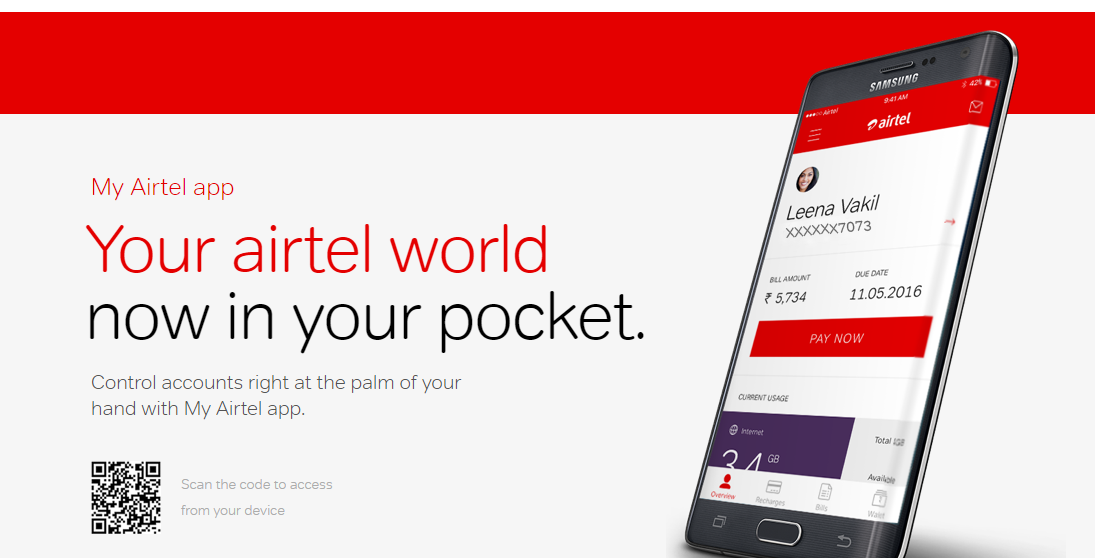 My Airtel app
Your airtel world
now in your pocket.
Control accounts right at the palm of your
hand with My Airtel app.
Scan the code to access
from your device
SAMSUNG
Airtel 9:41 AM 42%
airtel
Leena Vakil
XXXXXX7073
BILL AMOUNT DUE DATE
₹ 5,734 11.05.2016
PAY NOW
CURRENT USAGE
Internet Total
3.4 GB
Available
Overview Recharges Bills Wallet